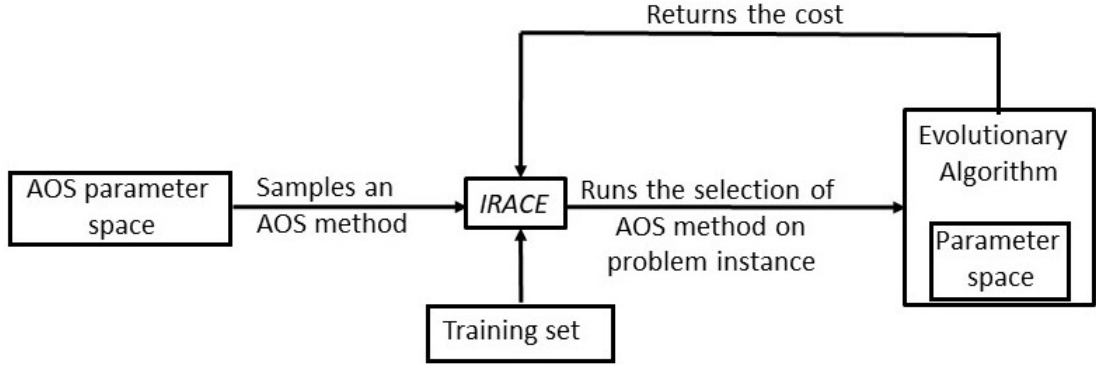 Returns the cost
Evolutionary
Algorithm
AOS parameter
space
Samples an
AOS method
IRACE
Runs the selection of
AOS method on
problem instance
Parameter
space
Training set